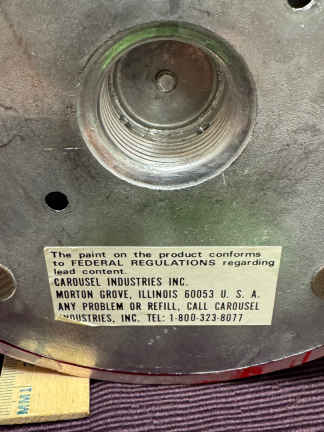 The paint on the product conforms
to FEDERAL REGULATIONS regarding
lead content.
CAROUSEL INDUSTRIES INC.
MORTON GROVE, ILLINOIS 60053 U. S. A.
ANY PROBLEM OR REFILL, CALL CAROUSEL
INDUSTRIES, INC. TEL: 1-800-323-8077
MM1